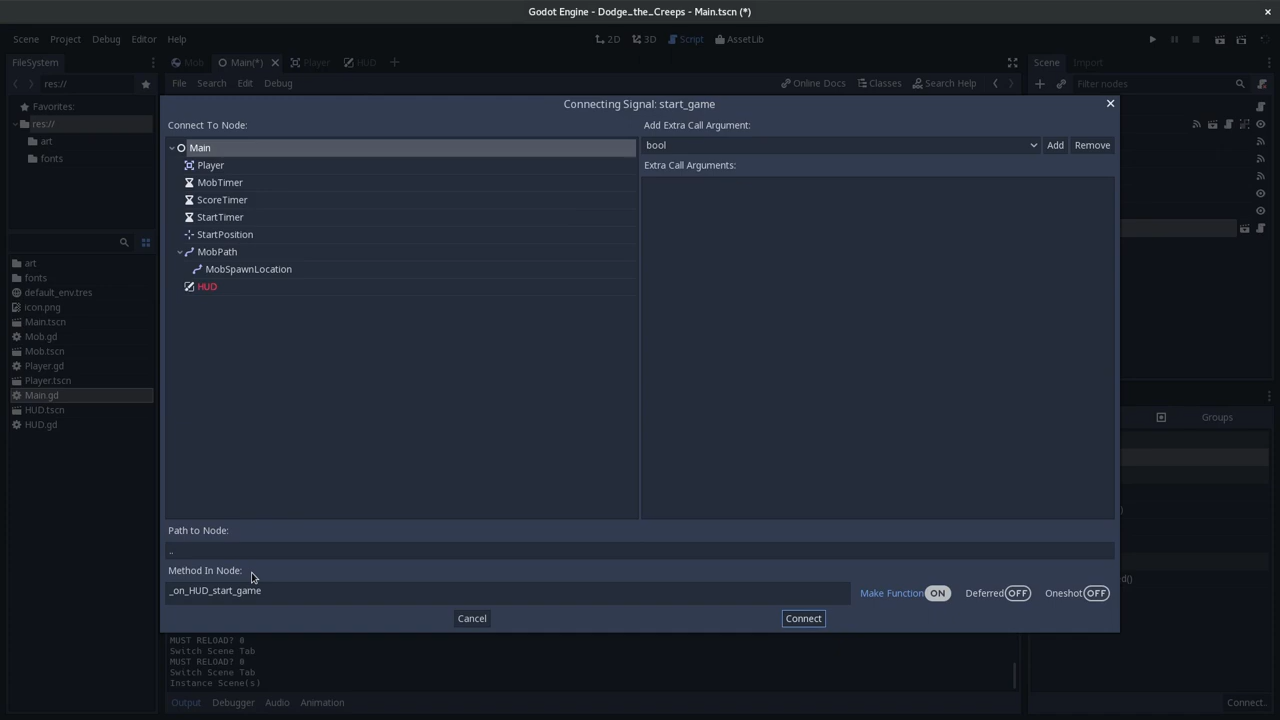 Godot Engine - Dodge_the_Creeps - Main.tscn (*)
Scene Project Debug Editor Help
2D 3D Script AssetLib
FileSystem
Mob Main(*) Player HUD
Scene Import
res://
File Search Edit Debug
Online Docs Classes Search Help
Filter nodes
Favorites:
res://
art
fonts
art
fonts
default_env.tres
icon.png
Main.tscn
Mob.gd
Mob.tscn
Player.gd
Player.tscn
Main.gd
HUD.tscn
HUD.gd
Connecting Signal: start_game
Connect To Node:
Main
Player
MobTimer
ScoreTimer
StartTimer
StartPosition
MobPath
MobSpawnLocation
HUD
Add Extra Call Argument:
bool
Add
Remove
Extra Call Arguments:
Path to Node:
..
Method In Node:
_on_HUD_start_game
Make Function ON
Deferred OFF
Oneshot OFF
Cancel
Connect
MUST RELOAD? 0
Switch Scene Tab
MUST RELOAD? 0
Switch Scene Tab
Instance Scene(s)
Output Debugger Audio Animation
Groups
)
d()
Connect..